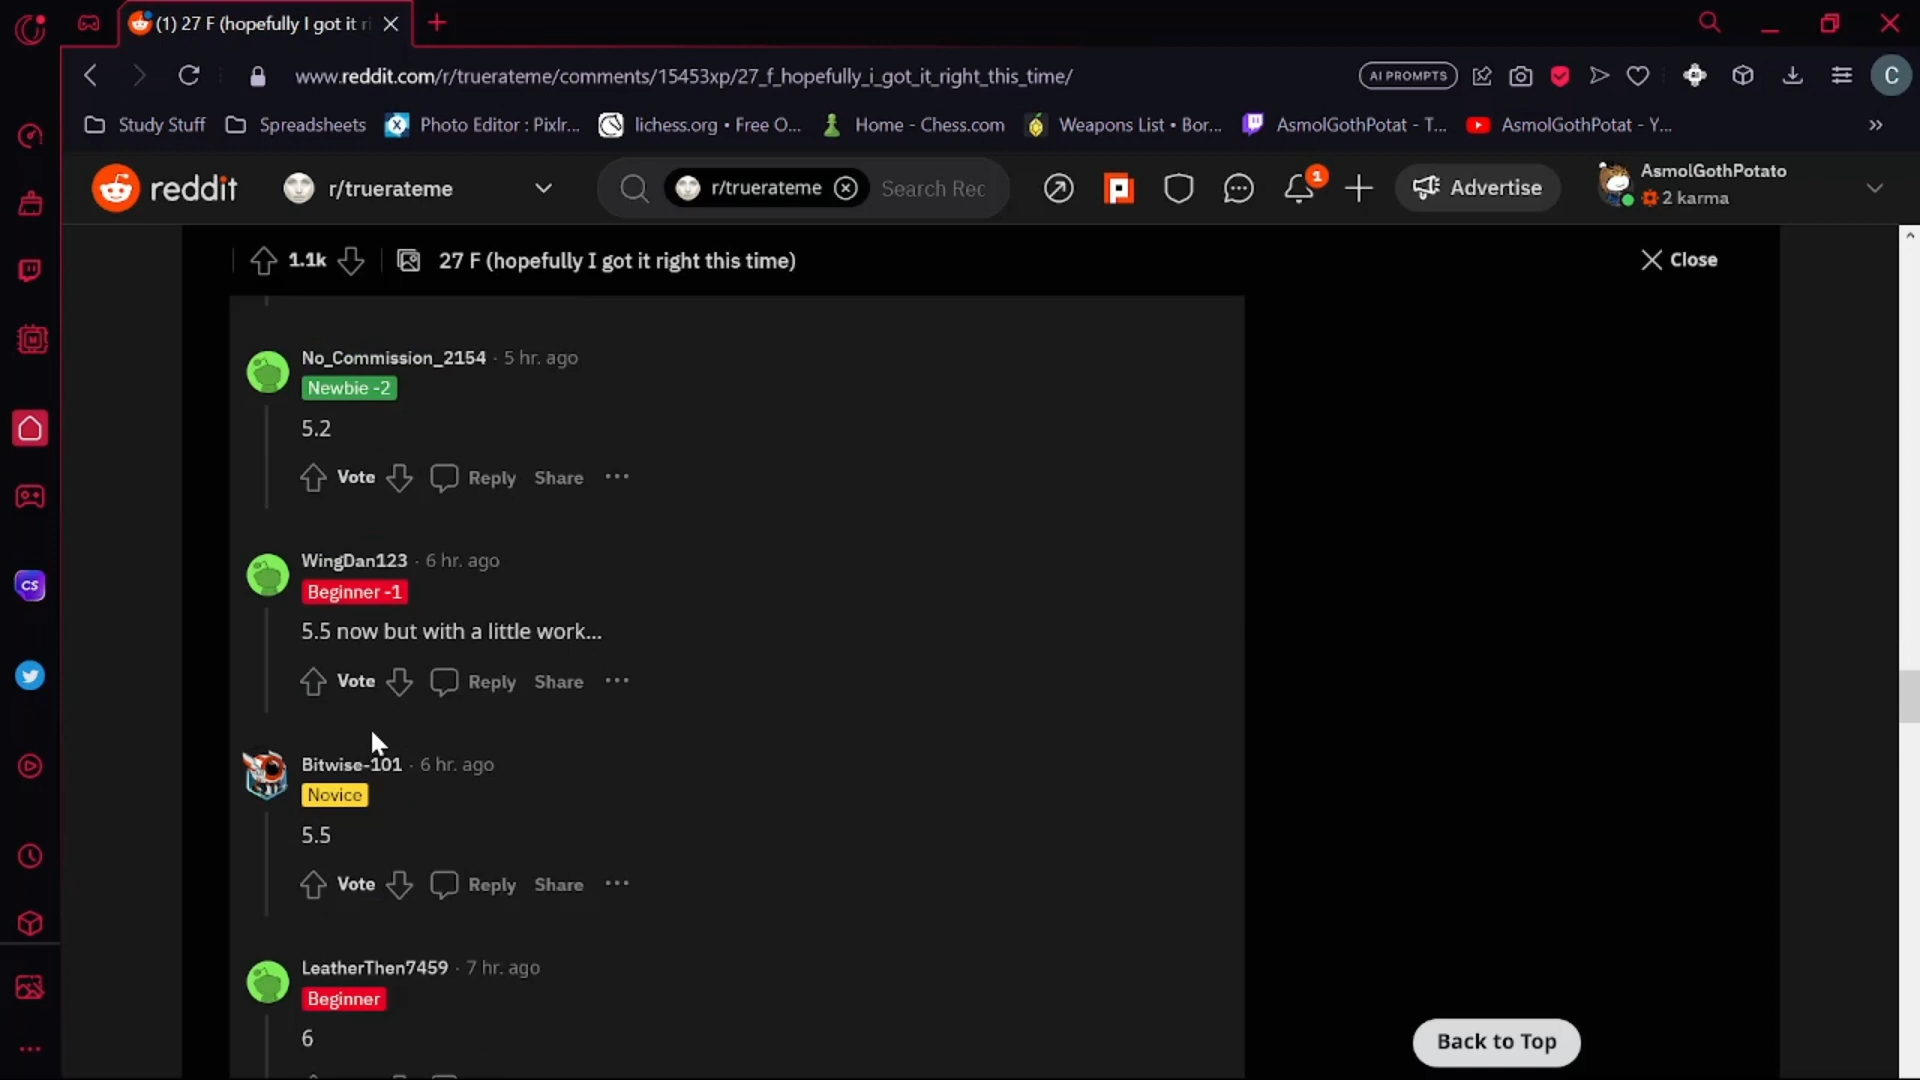 (1) 27 F (hopefully I got it r
www.reddit.com/r/truerateme/comments/15453xp/27_f_hopefully_i_got_it_right_this_time/
AI PROMPTS
C
Study Stuff
Spreadsheets
Photo Editor : Pixlr...
lichess.org • Free O...
Home - Chess.com
Weapons List • Bor...
AsmolGothPotat - T...
AsmolGothPotat - Y...
reddit
r/truerateme
r/truerateme
Search Rec
1
Advertise
AsmolGothPotato
2 karma
1.1k
27 F (hopefully I got it right this time)
Close
No_Commission_2154 · 5 hr. ago
Newbie -2
5.2
Vote
Reply
Share
WingDan123 · 6 hr. ago
Beginner -1
5.5 now but with a little work...
Vote
Reply
Share
CS
Bitwise-101 · 6 hr. ago
Novice
5.5
Vote
Reply
Share
LeatherThen7459 · 7 hr. ago
Beginner
6
Back to Top